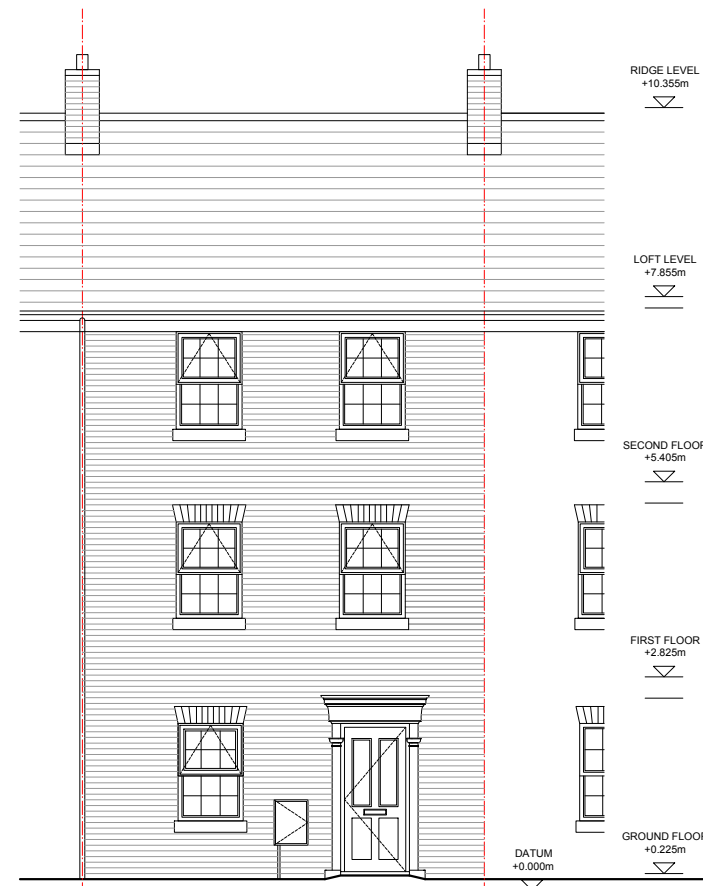 RIDGE LEVEL
+10.355m
LOFT LEVEL
+7.855m
SECOND FLOOR
+5.405m
FIRST FLOOR
+2.825m
DATUM
+0.000m
GROUND FLOOR
+0.225m